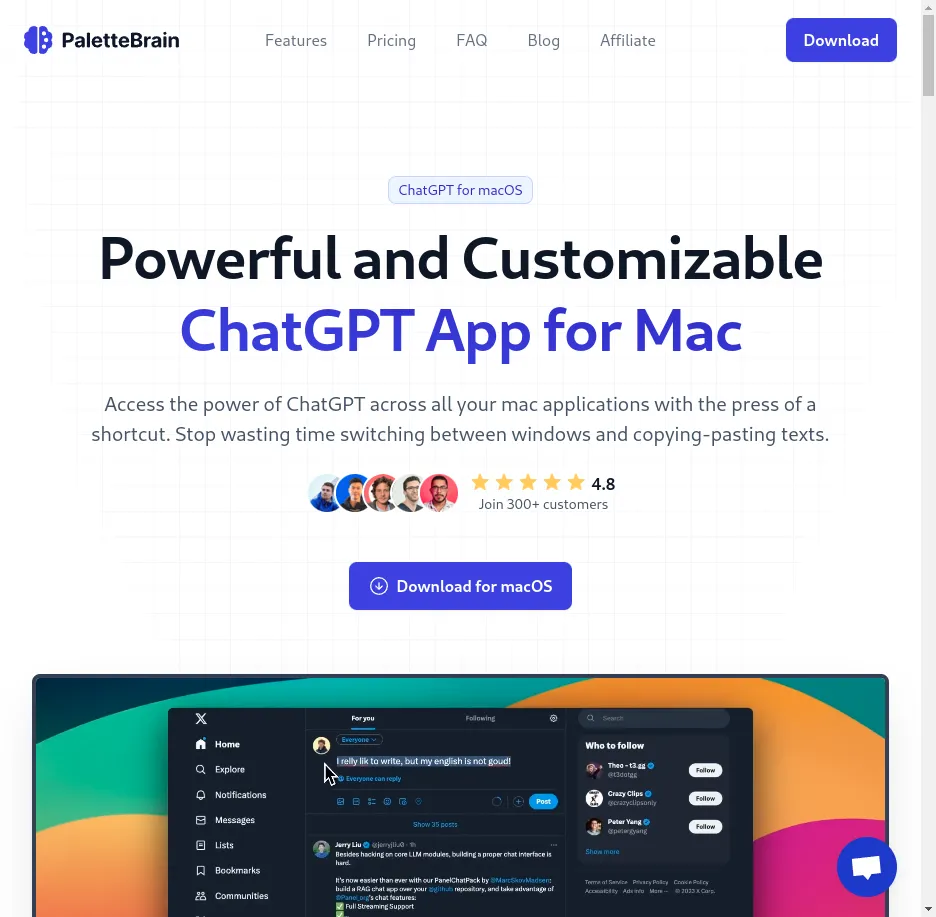 PaletteBrain
Features
Pricing
FAQ
Blog
Affiliate
Download
ChatGPT for macOS
Powerful and Customizable
ChatGPT App for Mac
Access the power of ChatGPT across all your mac applications with the press of a
shortcut. Stop wasting time switching between windows and copying-pasting texts.
4.8
Join 300+ customers
Download for macOS
Home
Explore
Notifications
Messages
Lists
Bookmarks
Communities
For you
Following
Everyone
I relly lik to write, but my english is not goud!
Everyone can reply
Post
Show 35 posts
Jerry Liu @jerryjliu0 · 1h
Besides hacking on core LLM modules, building a proper chat interface is
hard.
It's now easier than ever with our PanelChatPack by @MarcSkovMadsen
build a RAG chat app over your @github repository, and take advantage of
@Panel_org's chat features:
✅ Full Streaming Support
Search
Who to follow
Theo - t3.gg
@t3dotgg
Follow
Crazy Clips
@crazyclipsonly
Follow
Peter Yang
@petergyang
Follow
Show more
Terms of Service Privacy Policy Cookie Policy
Accessibility Ads info More ··· © 2023 X Corp.